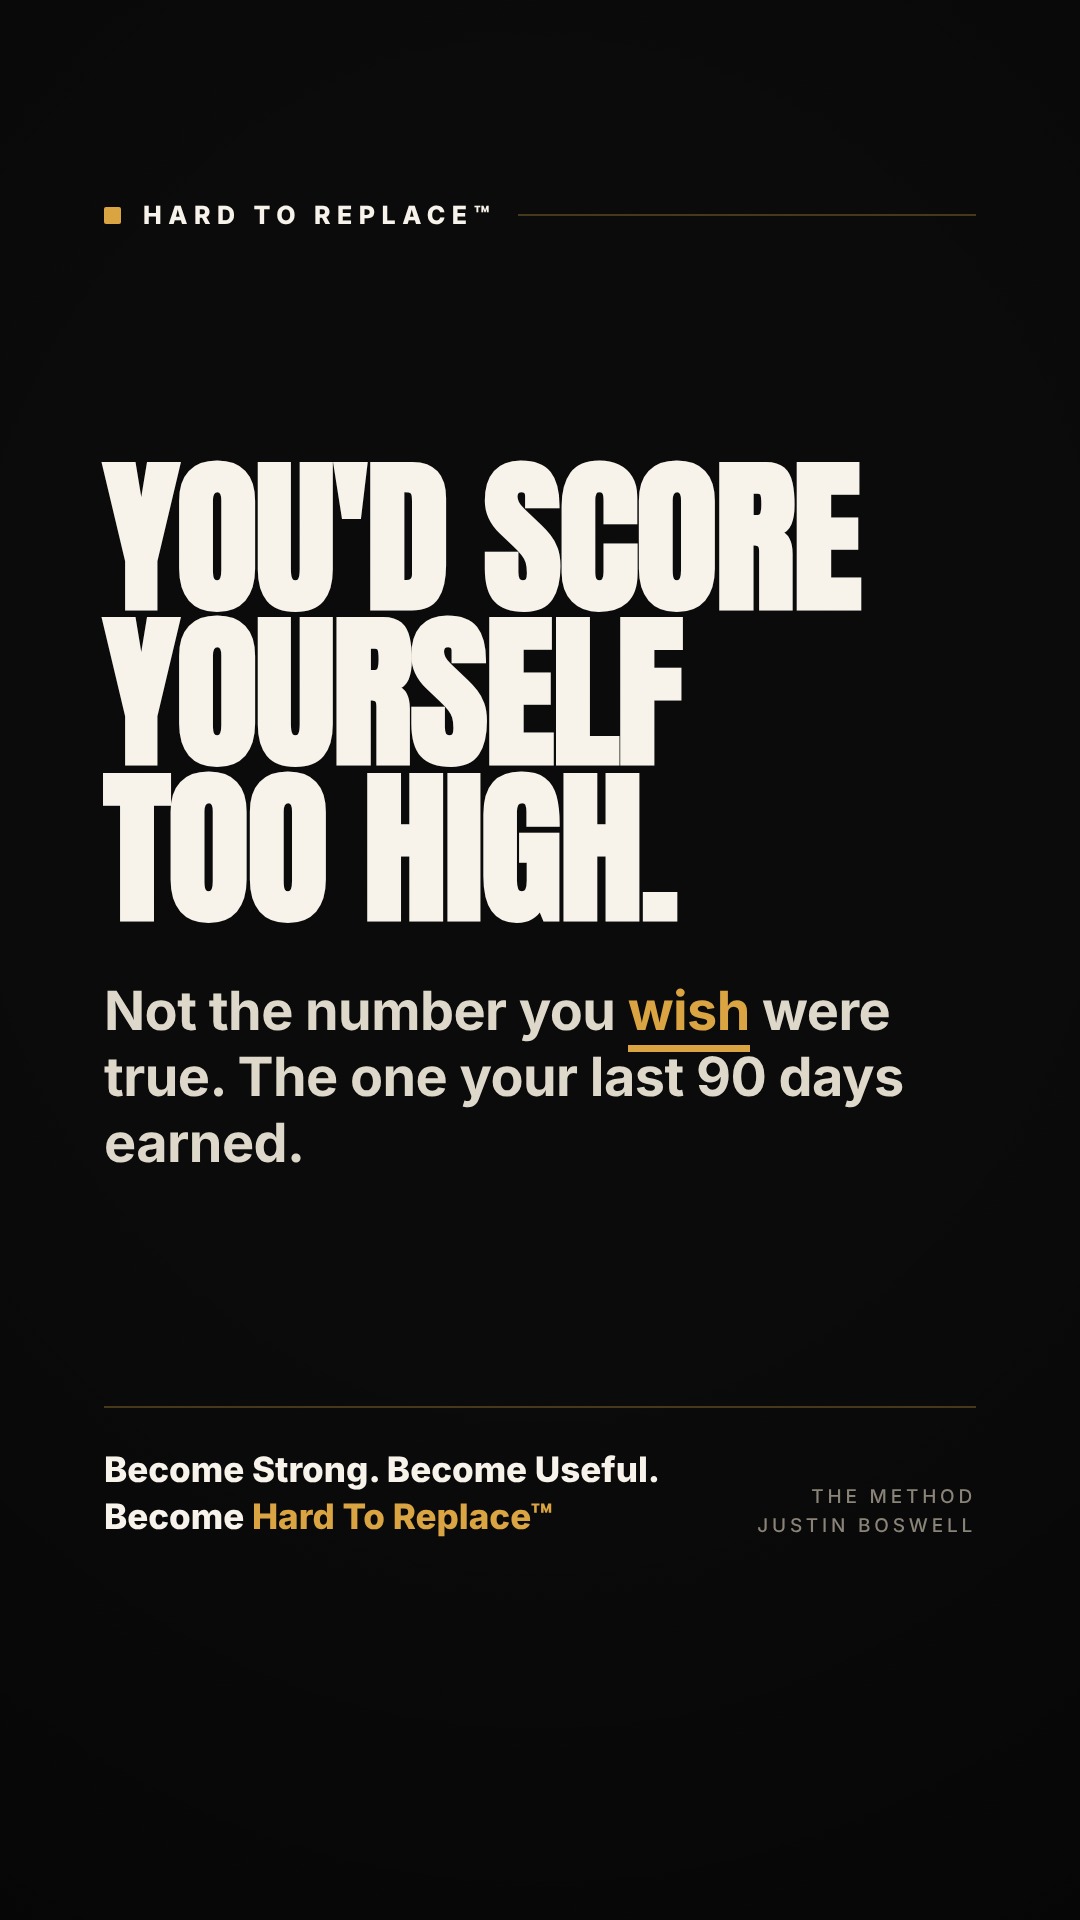 HARD TO REPLACE™
YOU'D SCORE
YOURSELF
TOO HIGH.
Not the number you wish were
true. The one your last 90 days
earned.
Become Strong. Become Useful.
Become Hard To Replace™
THE METHOD
JUSTIN BOSWELL